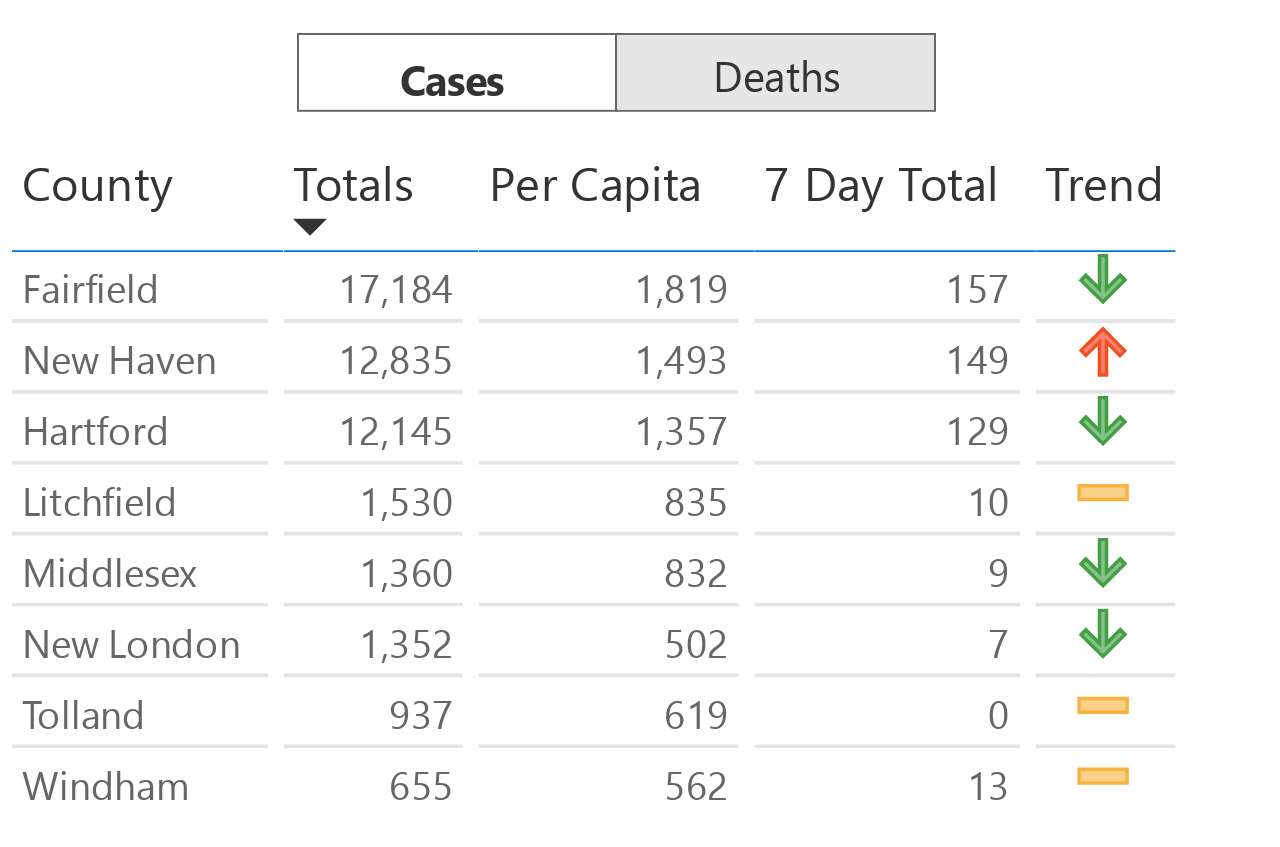 Cases Deaths
County Totals Per Capita 7 Day Total Trend
Fairfield 17,184 1,819 157
New Haven 12,835 1,493 149
Hartford 12,145 1,357 129
Litchfield 1,530 835 10
Middlesex 1,360 832 9
New London 1,352 502 7
Tolland 937 619 0
Windham 655 562 13